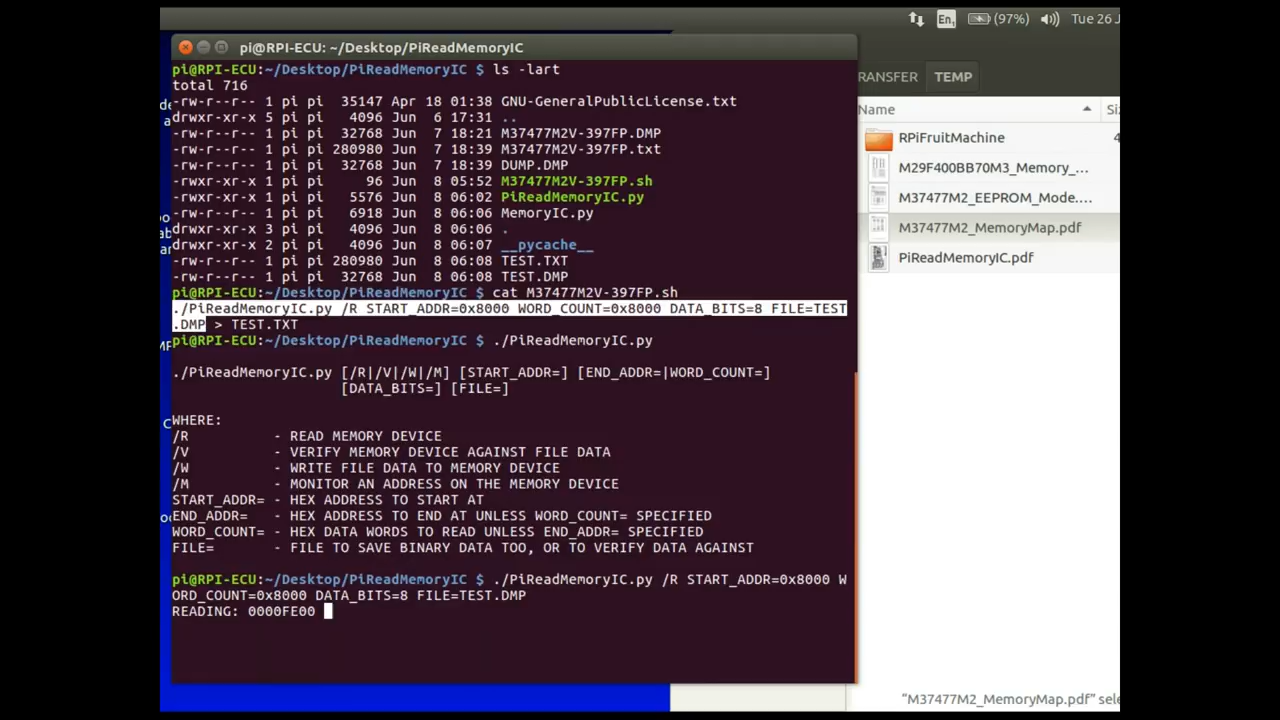 En1 (97%) Tue 26 J
pi@RPI-ECU: ~/Desktop/PiReadMemoryIC
pi@RPI-ECU:~/Desktop/PiReadMemoryIC $ ls -lart
total 716
-rw-r--r-- 1 pi pi 35147 Apr 18 01:38 GNU-GeneralPublicLicense.txt
drwxr-xr-x 5 pi pi 4096 Jun 6 17:31 ..
-rw-r--r-- 1 pi pi 32768 Jun 7 18:21 M37477M2V-397FP.DMP
-rw-r--r-- 1 pi pi 280980 Jun 7 18:39 M37477M2V-397FP.txt
-rw-r--r-- 1 pi pi 32768 Jun 7 18:39 DUMP.DMP
-rwxr-xr-x 1 pi pi 96 Jun 8 05:52 M37477M2V-397FP.sh
-rwxr-xr-x 1 pi pi 5576 Jun 8 06:02 PiReadMemoryIC.py
-rw-r--r-- 1 pi pi 6918 Jun 8 06:06 MemoryIC.py
drwxr-xr-x 3 pi pi 4096 Jun 8 06:06 .
drwxr-xr-x 2 pi pi 4096 Jun 8 06:07 __pycache__
-rw-r--r-- 1 pi pi 280980 Jun 8 06:08 TEST.TXT
-rw-r--r-- 1 pi pi 32768 Jun 8 06:08 TEST.DMP
pi@RPI-ECU:~/Desktop/PiReadMemoryIC $ cat M37477M2V-397FP.sh
./PiReadMemoryIC.py /R START_ADDR=0x8000 WORD_COUNT=0x8000 DATA_BITS=8 FILE=TEST
.DMP > TEST.TXT
pi@RPI-ECU:~/Desktop/PiReadMemoryIC $ ./PiReadMemoryIC.py
./PiReadMemoryIC.py [/R|/V|/W|/M] [START_ADDR=] [END_ADDR=|WORD_COUNT=]
[DATA_BITS=] [FILE=]
WHERE:
/R - READ MEMORY DEVICE
/V - VERIFY MEMORY DEVICE AGAINST FILE DATA
/W - WRITE FILE DATA TO MEMORY DEVICE
/M - MONITOR AN ADDRESS ON THE MEMORY DEVICE
START_ADDR= - HEX ADDRESS TO START AT
END_ADDR= - HEX ADDRESS TO END AT UNLESS WORD_COUNT= SPECIFIED
WORD_COUNT= - HEX DATA WORDS TO READ UNLESS END_ADDR= SPECIFIED
FILE= - FILE TO SAVE BINARY DATA TOO, OR TO VERIFY DATA AGAINST
pi@RPI-ECU:~/Desktop/PiReadMemoryIC $ ./PiReadMemoryIC.py /R START_ADDR=0x8000 W
ORD_COUNT=0x8000 DATA_BITS=8 FILE=TEST.DMP
READING: 0000FE00
RANSFER TEMP
Name Siz
RPiFruitMachine
M29F400BB70M3_Memory_...
M37477M2_EEPROM_Mode....
M37477M2_MemoryMap.pdf
PiReadMemoryIC.pdf
"M37477M2_MemoryMap.pdf" sele